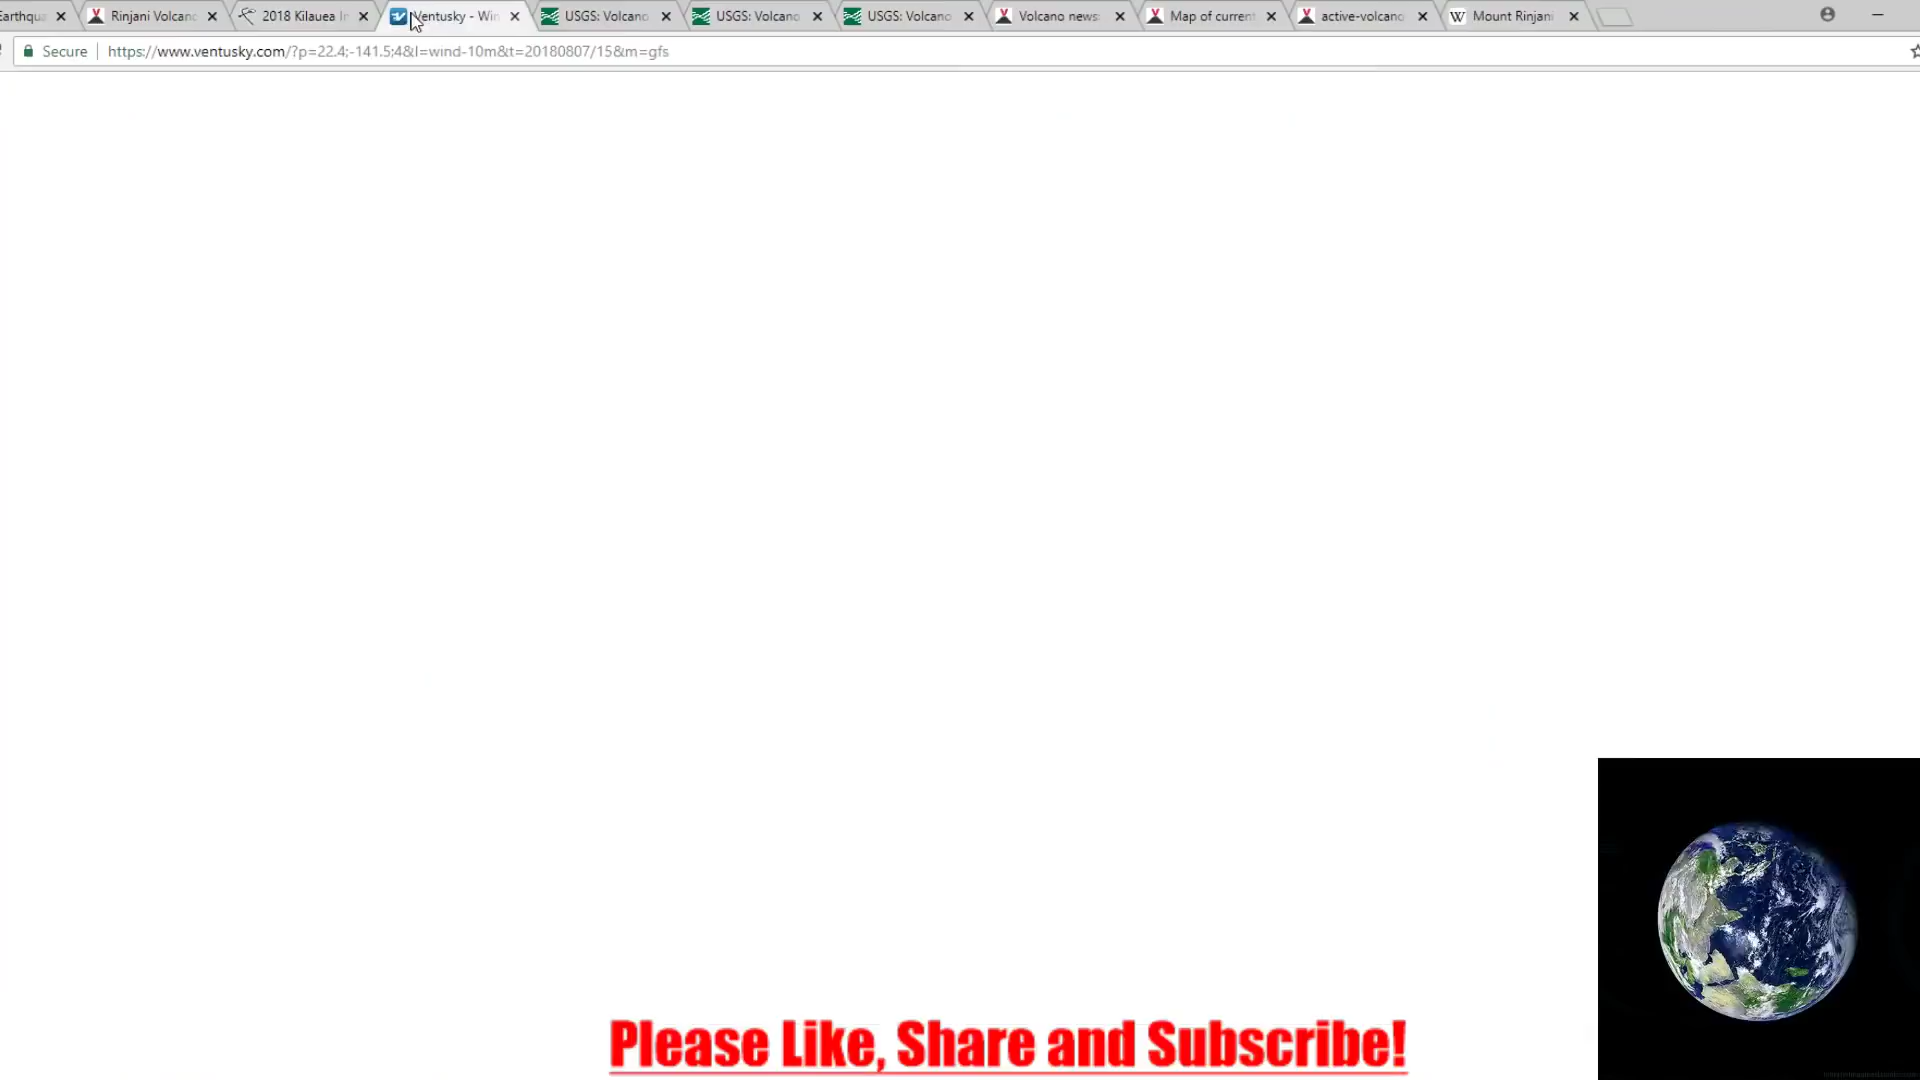 Earthqua
Rinjani Volcano
2018 Kilauea
Ventusky - Win
USGS: Volcano
USGS: Volcano
USGS: Volcano
Volcano news
Map of current
active-volcano
Mount Rinjani
Secure
https://www.ventusky.com/?p=22.4;-141.5;4&l=wind-10m&t=20180807/15&m=gfs
Please Like, Share and Subscribe!